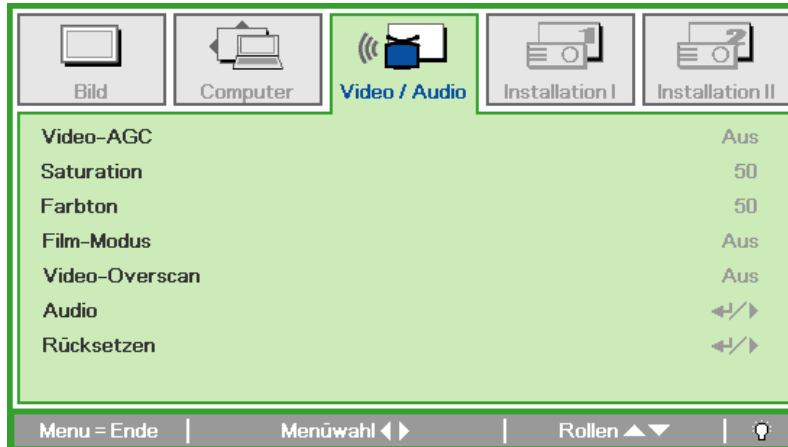 Bild
Computer
Video / Audio
Installation I
Installation II
Video-AGC Aus
Saturation 50
Farbton 50
Film-Modus Aus
Video-Overscan Aus
Audio
Rücksetzen
Menu = Ende Menüwahl Rollen